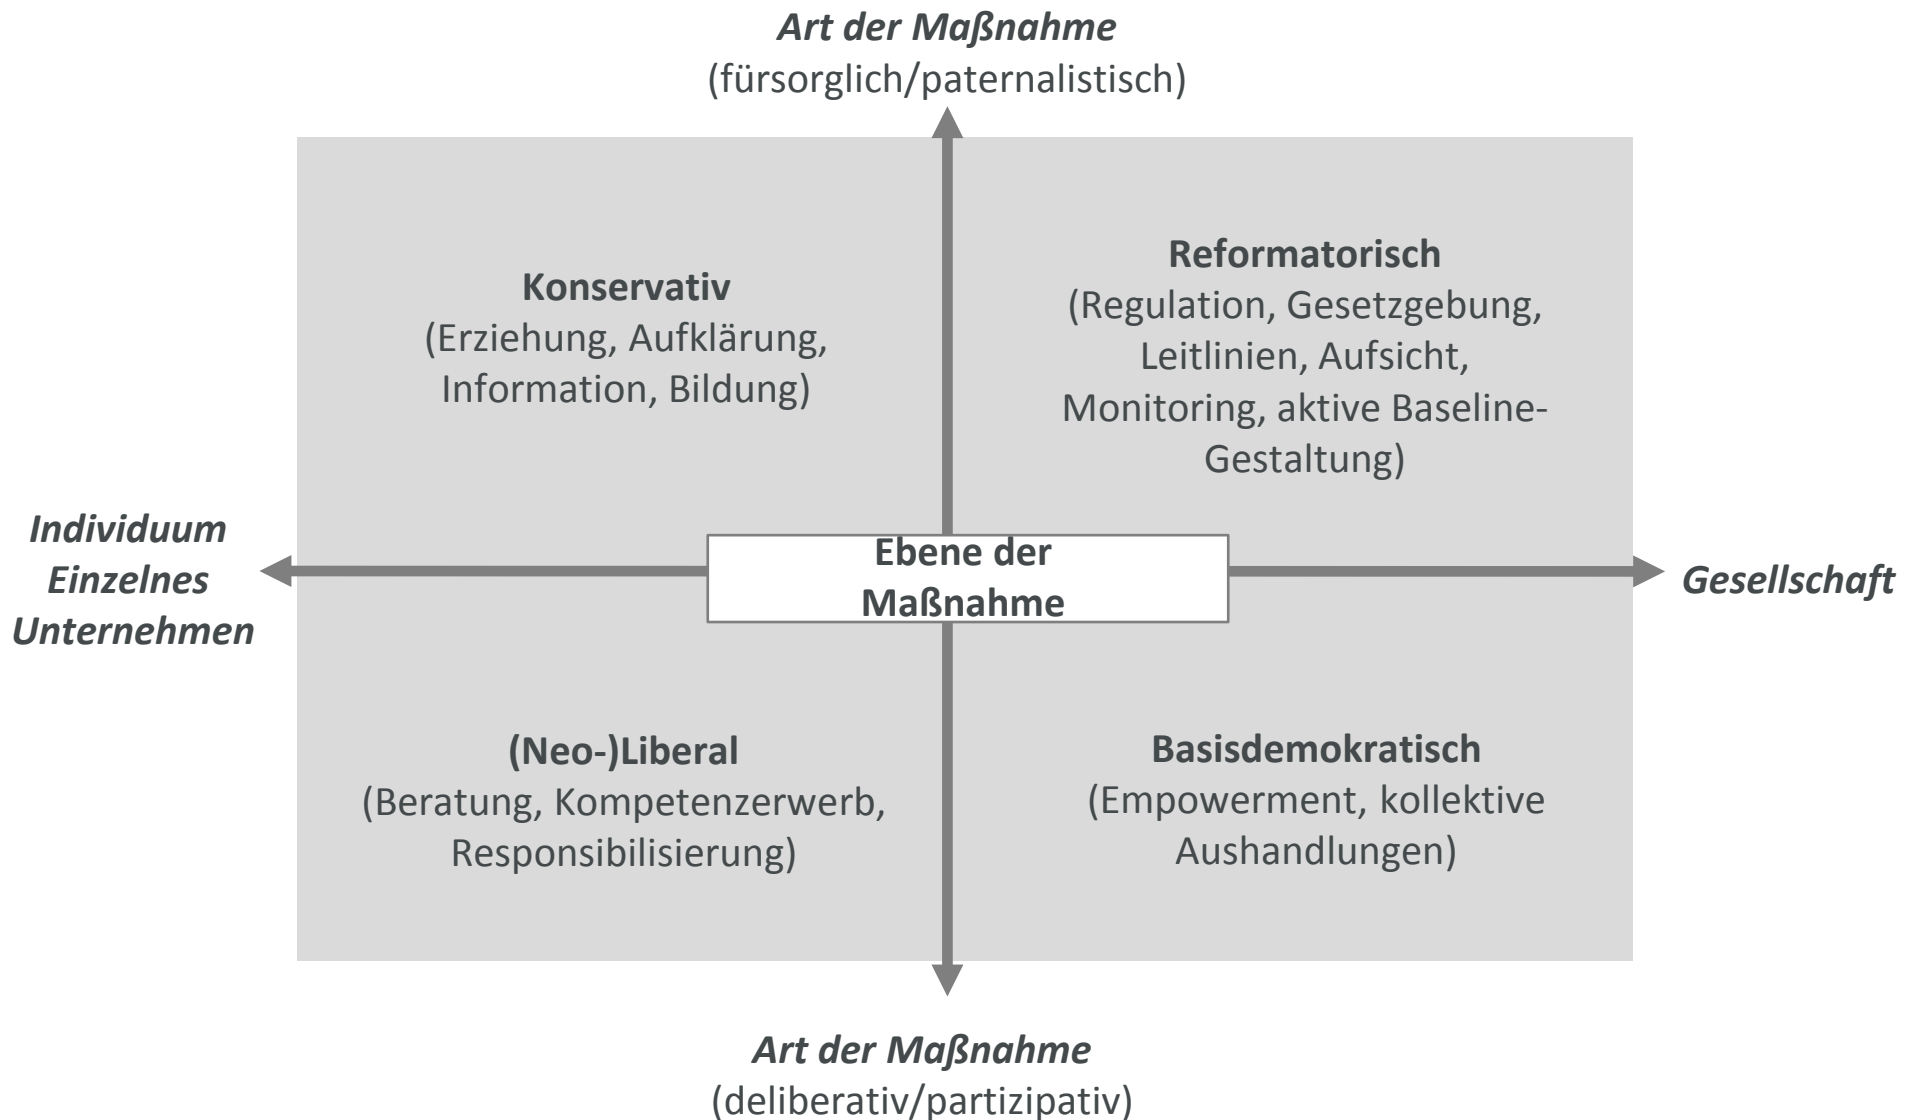 Art der Maßnahme
(fürsorglich/paternalistisch)
Konservativ
(Erziehung, Aufklärung,
Information, Bildung)
Reformatorisch
(Regulation, Gesetzgebung,
Leitlinien, Aufsicht,
Monitoring, aktive Baseline-
Gestaltung)
Individuum
Einzelnes
Unternehmen
Ebene der
Maßnahme
Gesellschaft
(Neo-)Liberal
(Beratung, Kompetenzerwerb,
Responsibilisierung)
Basisdemokratisch
(Empowerment, kollektive
Aushandlungen)
Art der Maßnahme
(deliberativ/partizipativ)